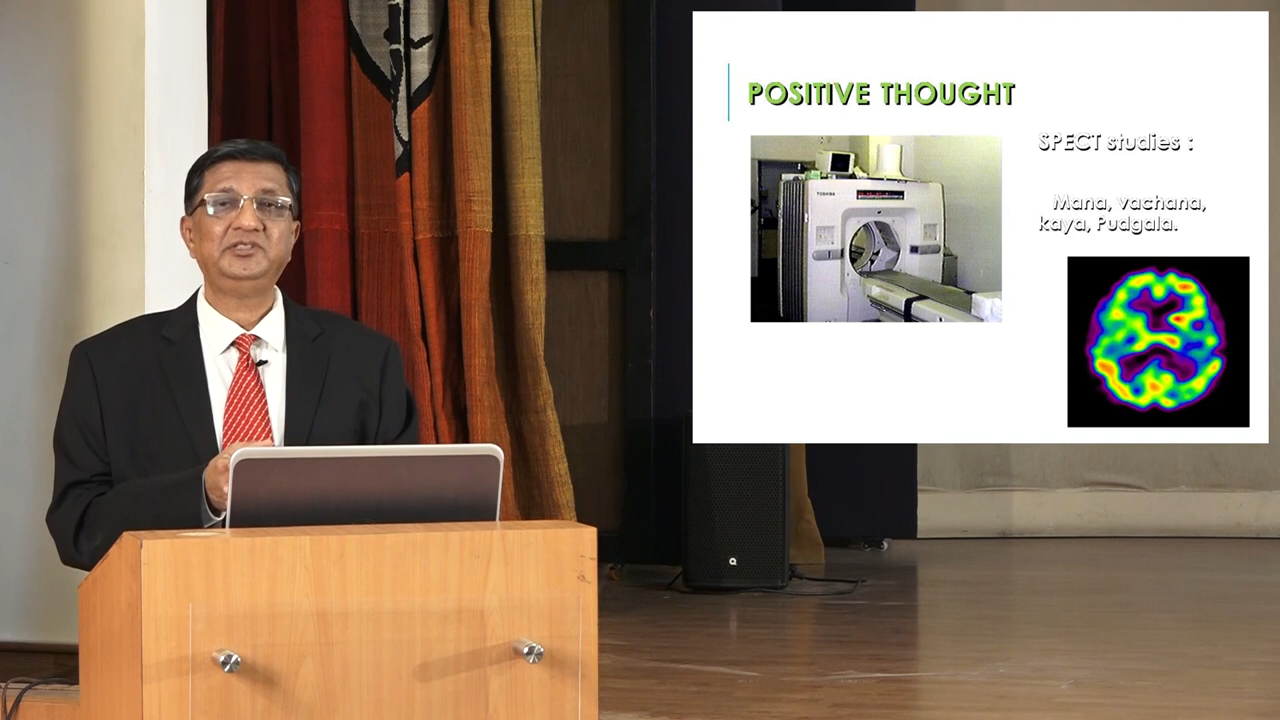 POSITIVE THOUGHT
SPECT studies :
Mana, vachana,
kaya, Pudgala.
TOSHIBA